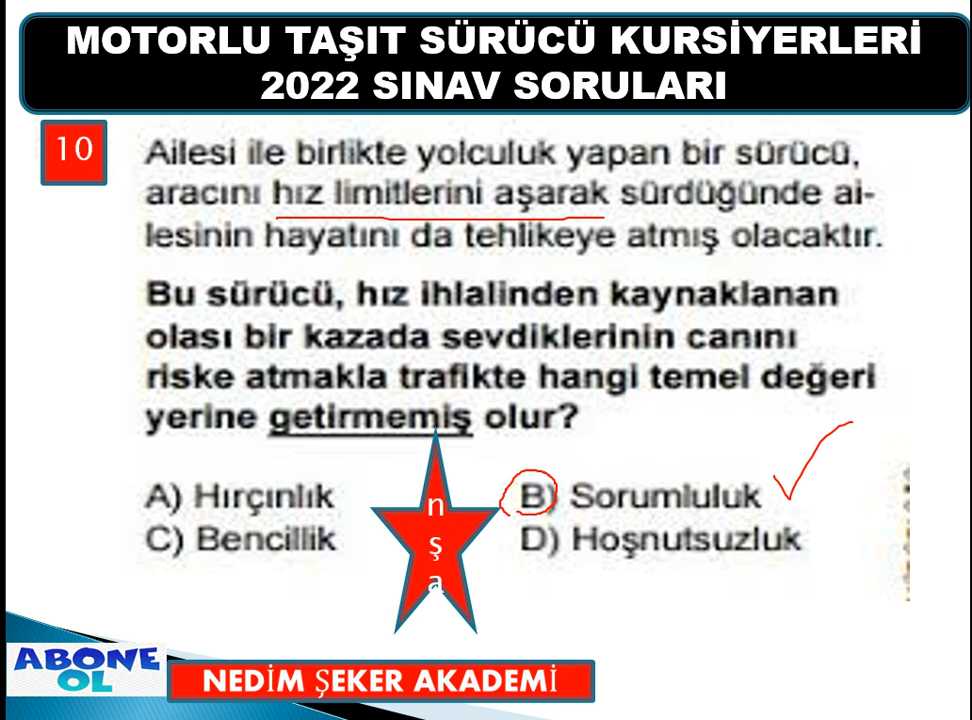 MOTORLU TAŞIT SÜRÜCÜ KURSİYERLERİ
2022 SINAV SORULARI
10
Ailesi ile birlikte yolculuk yapan bir sürücü,
aracını hız limitlerini aşarak sürdüğünde ai-
lesinin hayatını da tehlikeye atmış olacaktır.
Bu sürücü, hız ihlalinden kaynaklanan
olası bir kazada sevdiklerinin canını
riske atmakla trafikte hangi temel değeri
yerine getirmemiş olur?
A) Hırçınlık
B) Sorumluluk
C) Bencillik
D) Hoşnutsuzluk
n
ş
a
ABONE
OL
NEDİM ŞEKER AKADEMİ